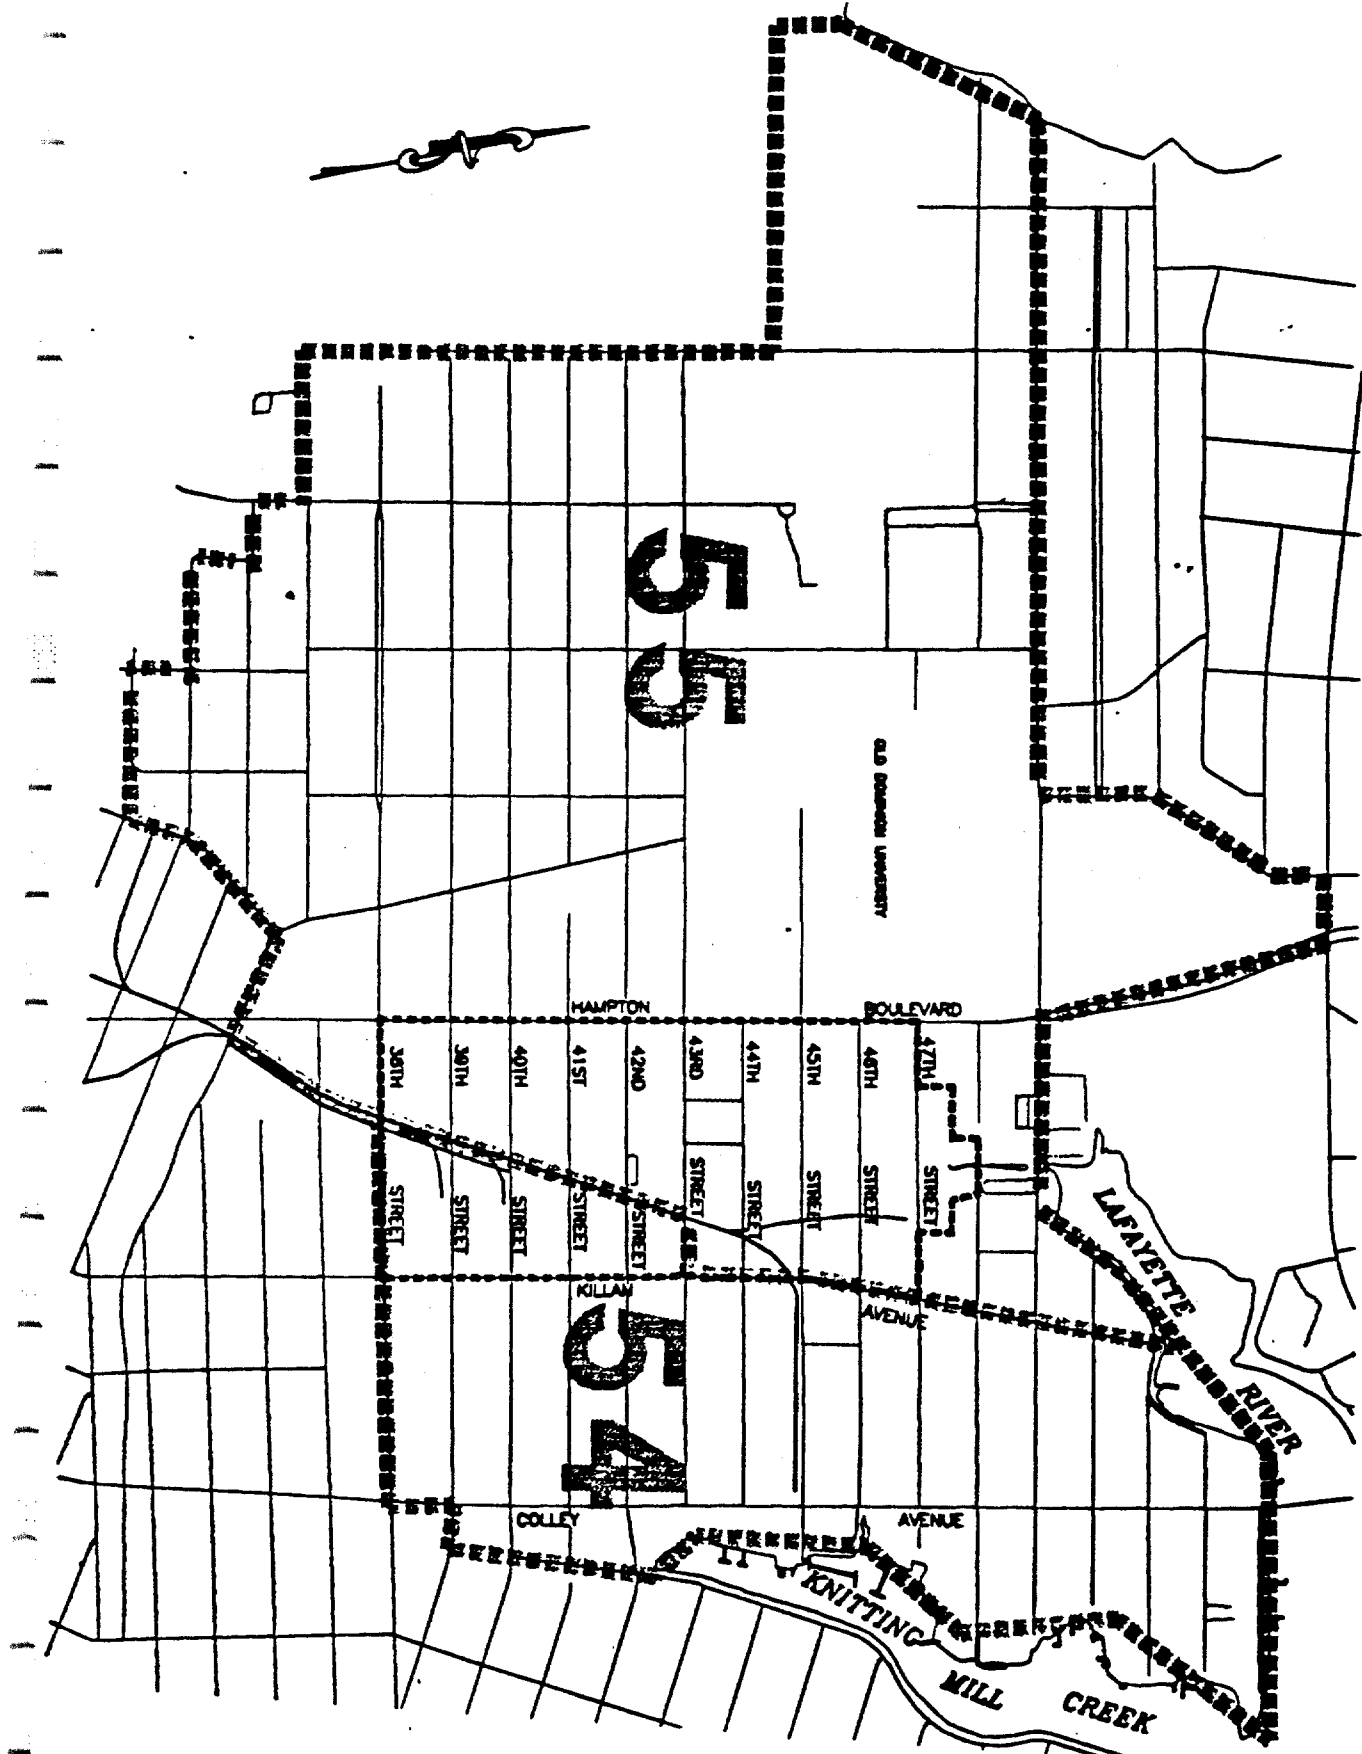 55
OLD DOMINION UNIVERSITY
HAMPTON BOULEVARD
38TH STREET
39TH STREET
40TH STREET
41ST STREET
42ND STREET
43RD STREET
44TH STREET
45TH STREET
46TH STREET
47TH STREET
LAFAYETTE RIVER
KILLAM AVENUE
54
COLLEY AVENUE
KNITTING MILL CREEK